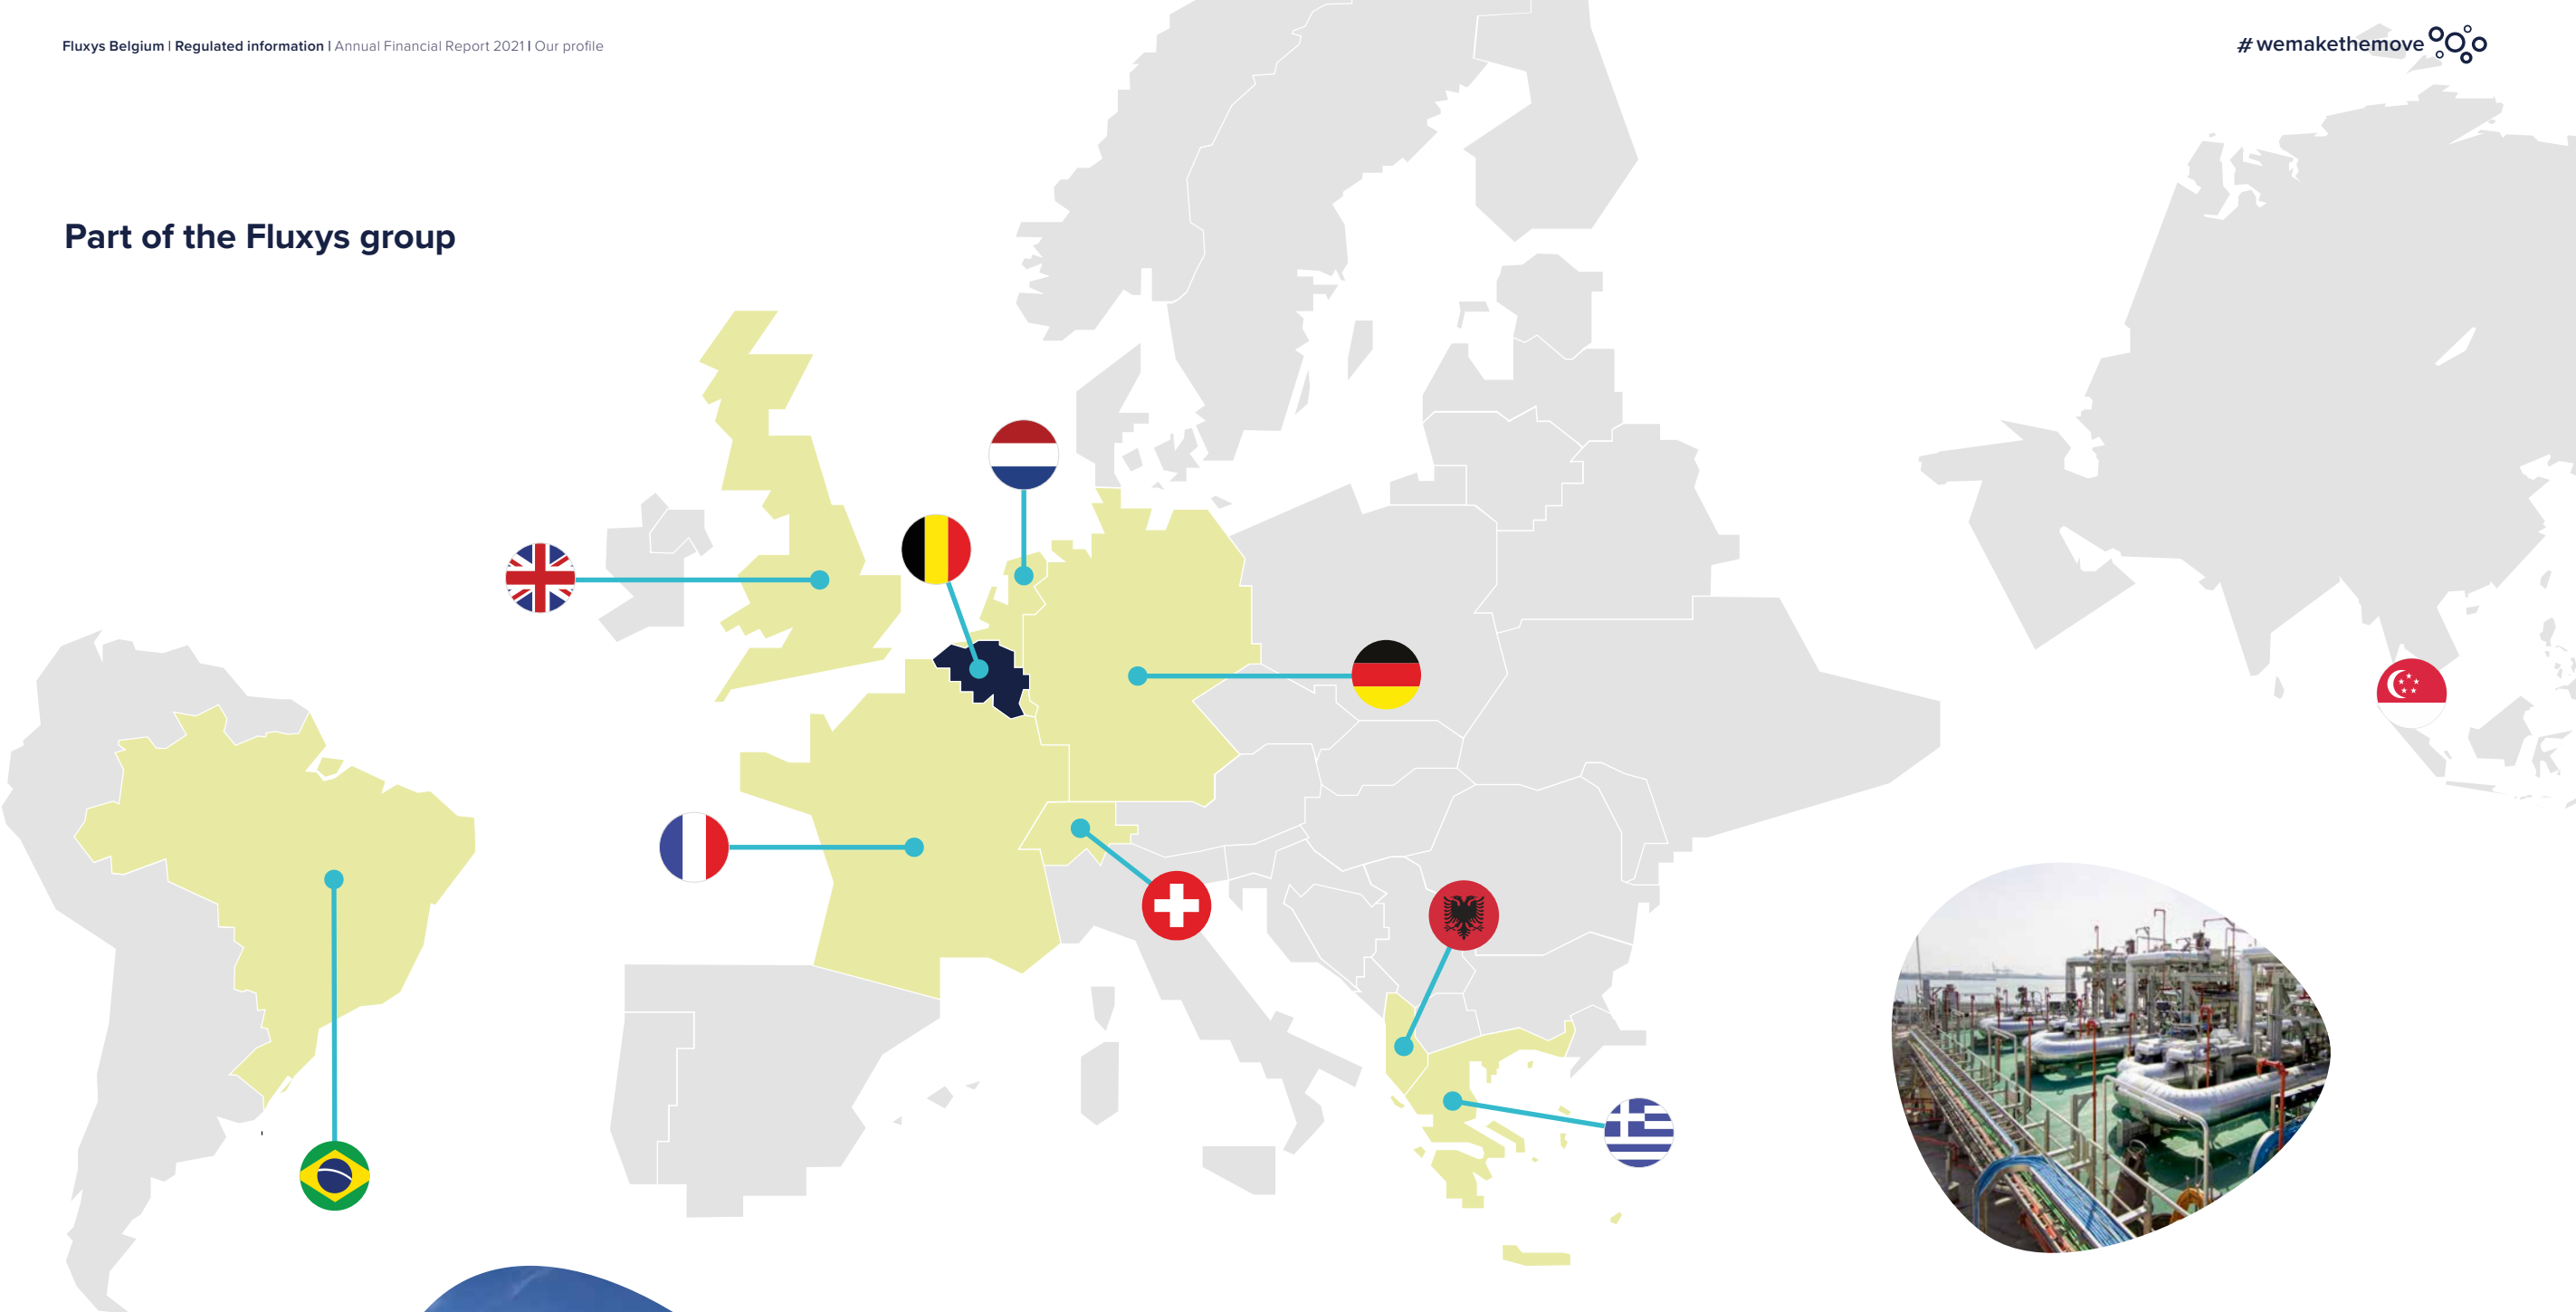 Fluxys Belgium | Regulated information | Annual Financial Report 2021 | Our profile
#wemakethemove
Part of the Fluxys group